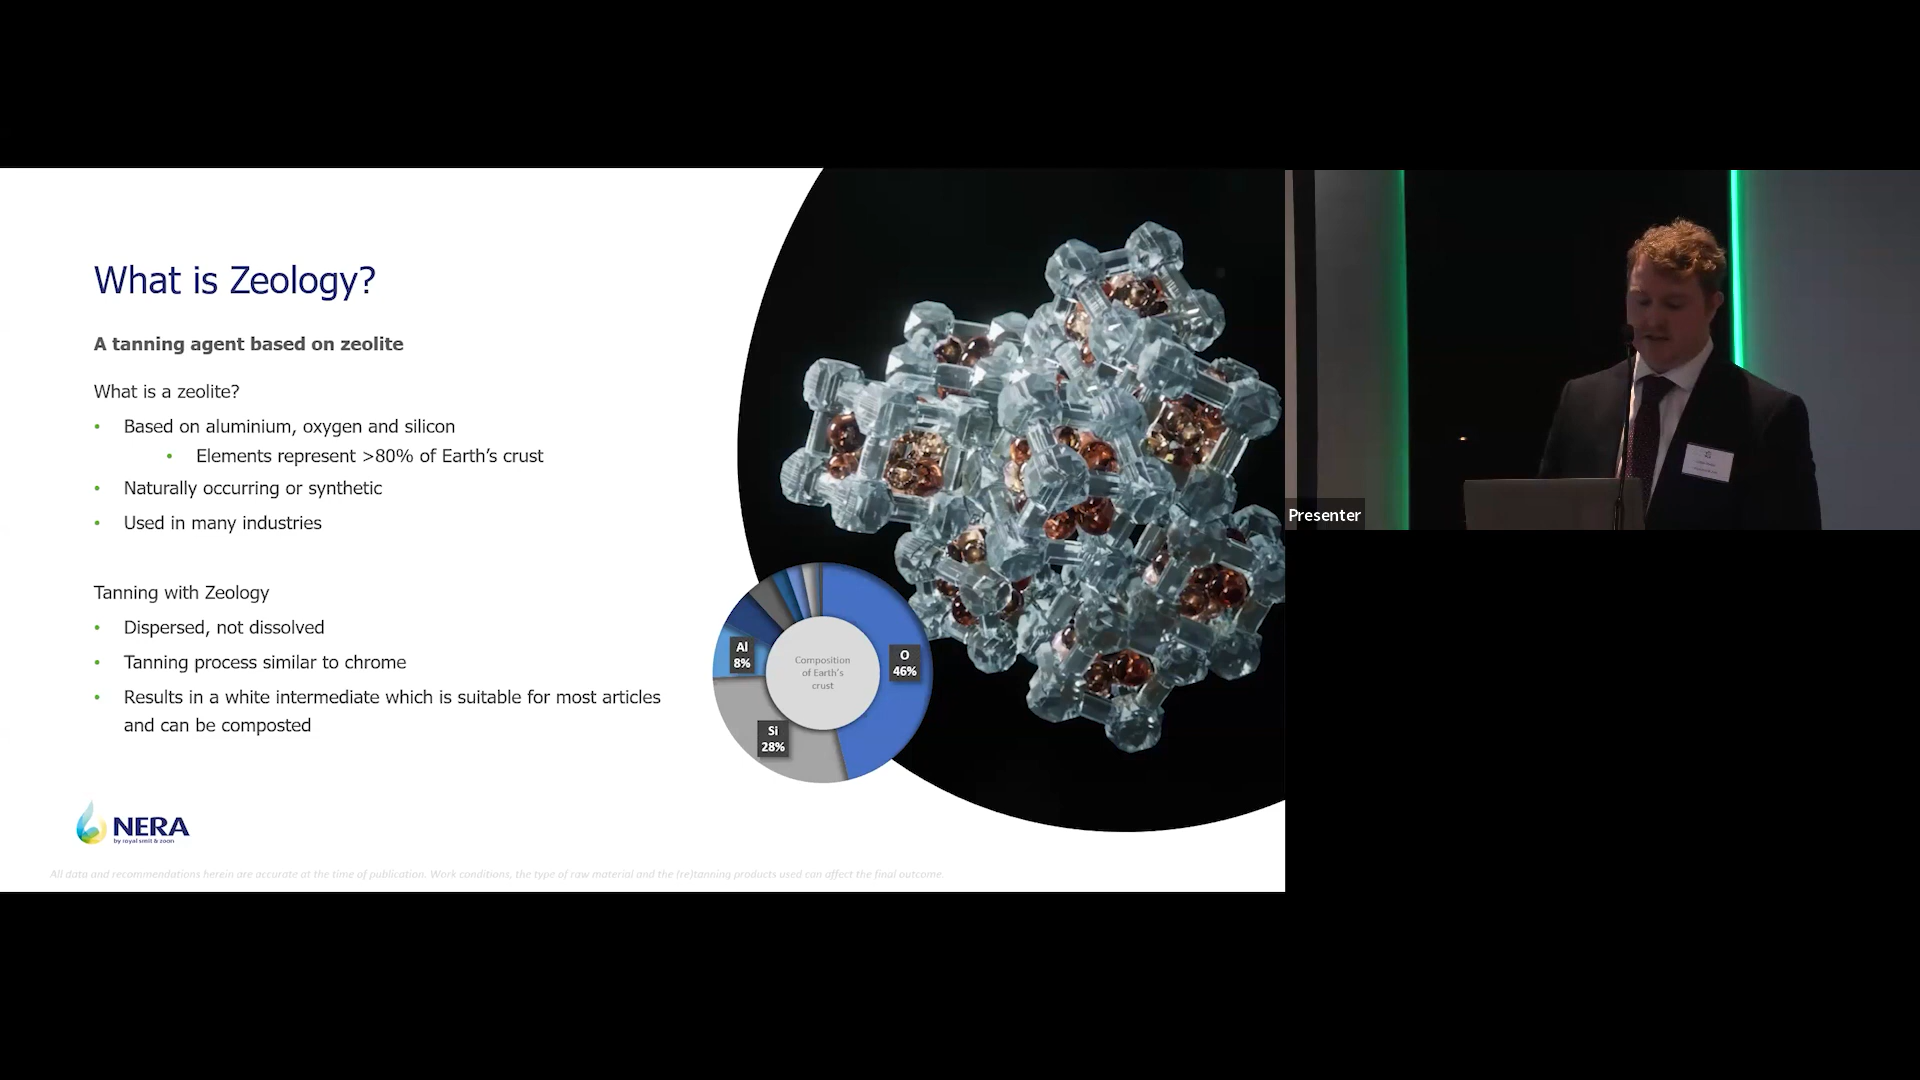 What is Zeology?
A tanning agent based on zeolite
What is a zeolite?
• Based on aluminium, oxygen and silicon
• Elements represent >80% of Earth's crust
• Naturally occurring or synthetic
• Used in many industries
Tanning with Zeology
• Dispersed, not dissolved
• Tanning process similar to chrome
• Results in a white intermediate which is suitable for most articles
and can be composted
Al
8%
Composition
of Earth's
crust
O
46%
Si
28%
NERA
by royal smit & zoon
All data and recommendations herein are accurate at the time of publication. Work conditions, the type of raw material and the (re)tanning products used can affect the final outcome.
Presenter